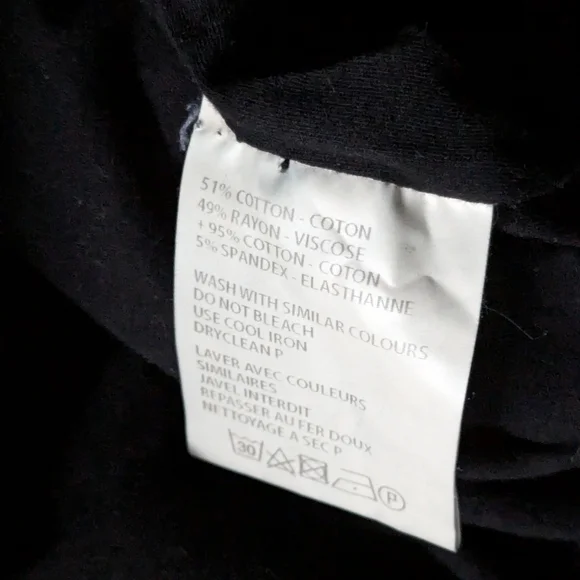 51% COTTON - COTON
49% RAYON - VISCOSE
+ 95% COTTON - COTON
5% SPANDEX - ELASTHANNE
WASH WITH SIMILAR COLOURS
DO NOT BLEACH
USE COOL IRON
DRYCLEAN P
LAVER AVEC COULEURS
SIMILAIRES
JAVEL INTERDIT
REPASSER AU FER DOUX
NETTOYAGE A SEC P
30 P